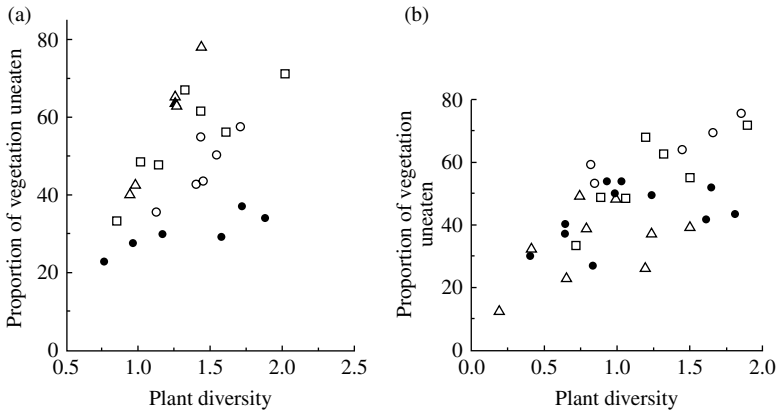 (a)
80
60
40
20
0
0.5 1.0 1.5 2.0 2.5
Plant diversity
Proportion of vegetation uneaten
(b)
80
60
40
20
0
0.0 0.5 1.0 1.5 2.0
Plant diversity
Proportion of vegetation
uneaten